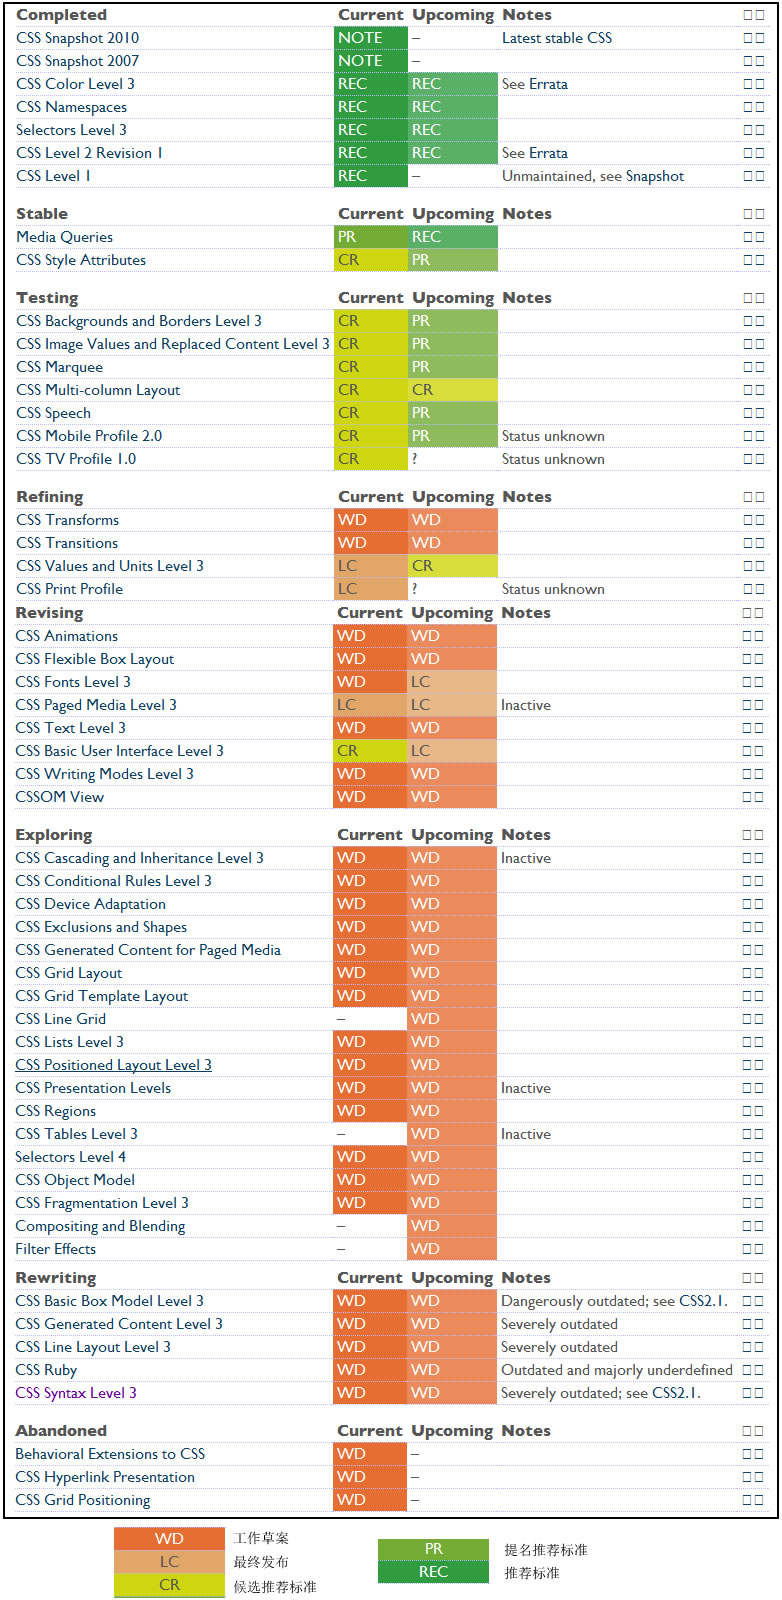 Completed Current Upcoming Notes □□
CSS Snapshot 2010 NOTE – Latest stable CSS □□
CSS Snapshot 2007 NOTE – □□
CSS Color Level 3 REC REC See Errata □□
CSS Namespaces REC REC □□
Selectors Level 3 REC REC □□
CSS Level 2 Revision 1 REC REC See Errata □□
CSS Level 1 REC – Unmaintained, see Snapshot □□
Stable Current Upcoming Notes □□
Media Queries PR REC □□
CSS Style Attributes CR PR □□
Testing Current Upcoming Notes □□
CSS Backgrounds and Borders Level 3 CR PR □□
CSS Image Values and Replaced Content Level 3 CR PR □□
CSS Marquee CR PR □□
CSS Multi-column Layout CR CR □□
CSS Speech CR PR □□
CSS Mobile Profile 2.0 CR PR Status unknown □□
CSS TV Profile 1.0 CR ? Status unknown □□
Refining Current Upcoming Notes □□
CSS Transforms WD WD □□
CSS Transitions WD WD □□
CSS Values and Units Level 3 LC CR □□
CSS Print Profile LC ? Status unknown □□
Revising Current Upcoming Notes □□
CSS Animations WD WD □□
CSS Flexible Box Layout WD WD □□
CSS Fonts Level 3 WD LC □□
CSS Paged Media Level 3 LC LC Inactive □□
CSS Text Level 3 WD WD □□
CSS Basic User Interface Level 3 CR LC □□
CSS Writing Modes Level 3 WD WD □□
CSSOM View WD WD □□
Exploring Current Upcoming Notes □□
CSS Cascading and Inheritance Level 3 WD WD Inactive □□
CSS Conditional Rules Level 3 WD WD □□
CSS Device Adaptation WD WD □□
CSS Exclusions and Shapes WD WD □□
CSS Generated Content for Paged Media WD WD □□
CSS Grid Layout WD WD □□
CSS Grid Template Layout WD WD □□
CSS Line Grid – WD □□
CSS Lists Level 3 WD WD □□
CSS Positioned Layout Level 3 WD WD □□
CSS Presentation Levels WD WD Inactive □□
CSS Regions WD WD □□
CSS Tables Level 3 – WD Inactive □□
Selectors Level 4 WD WD □□
CSS Object Model WD WD □□
CSS Fragmentation Level 3 WD WD □□
Compositing and Blending – WD □□
Filter Effects – WD □□
Rewriting Current Upcoming Notes □□
CSS Basic Box Model Level 3 WD WD Dangerously outdated; see CSS2.1. □□
CSS Generated Content Level 3 WD WD Severely outdated □□
CSS Line Layout Level 3 WD WD Severely outdated □□
CSS Ruby WD WD Outdated and majorly underdefined □□
CSS Syntax Level 3 WD WD Severely outdated; see CSS2.1. □□
Abandoned Current Upcoming Notes □□
Behavioral Extensions to CSS WD – □□
CSS Hyperlink Presentation WD – □□
CSS Grid Positioning WD – □□
WD 工作草案
LC 最终发布
CR 候选推荐标准
PR 提名推荐标准
REC 推荐标准